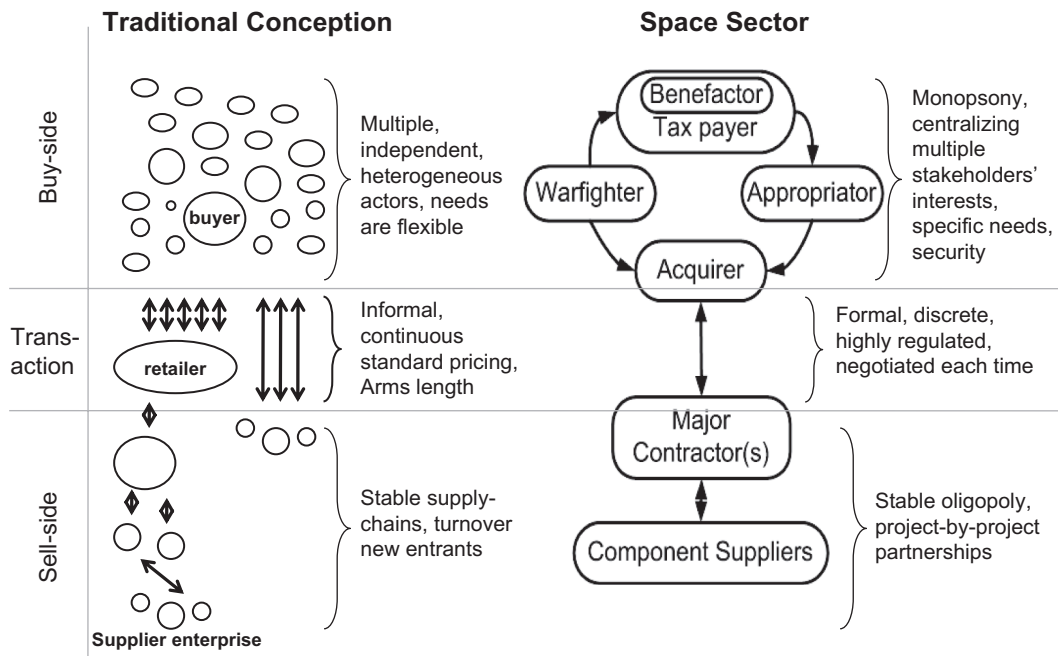 Traditional Conception
Space Sector
Buy-side
buyer
Multiple,
independent,
heterogeneous
actors, needs
are flexible
Benefactor
Tax payer
Warfighter
Appropriator
Acquirer
Monopsony,
centralizing
multiple
stakeholders’
interests,
specific needs,
security
Trans-
action
retailer
Informal,
continuous
standard pricing,
Arms length
Formal, discrete,
highly regulated,
negotiated each time
Sell-side
Stable supply-
chains, turnover
new entrants
Supplier enterprise
Major
Contractor(s)
Component Suppliers
Stable oligopoly,
project-by-project
partnerships